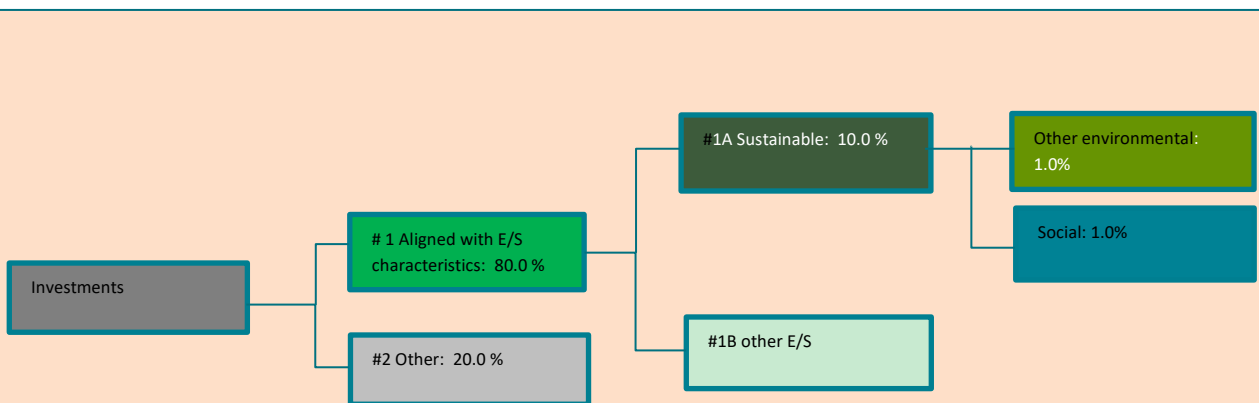 #1A Sustainable:  10.0 %
Other environmental:
1.0%
# 1 Aligned with E/S
characteristics:  80.0 %
Social: 1.0%
Investments
#2 Other:  20.0 %
#1B other E/S